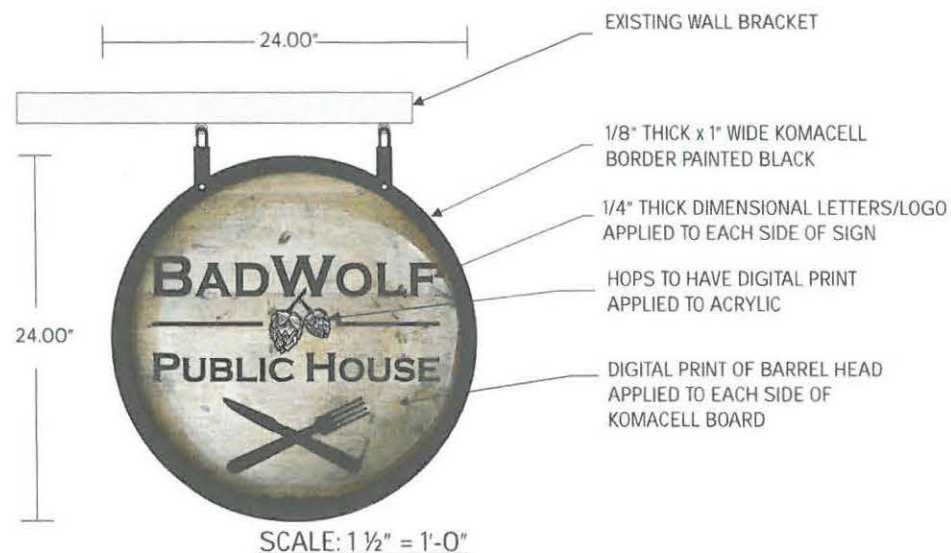 24.00"
EXISTING WALL BRACKET
1/8" THICK x 1" WIDE KOMACELL
BORDER PAINTED BLACK
1/4" THICK DIMENSIONAL LETTERS/LOGO
APPLIED TO EACH SIDE OF SIGN
HOPS TO HAVE DIGITAL PRINT
APPLIED TO ACRYLIC
DIGITAL PRINT OF BARREL HEAD
APPLIED TO EACH SIDE OF
KOMACELL BOARD
24.00"
BADWOLF
PUBLIC HOUSE
SCALE: 1 ½" = 1'-0"